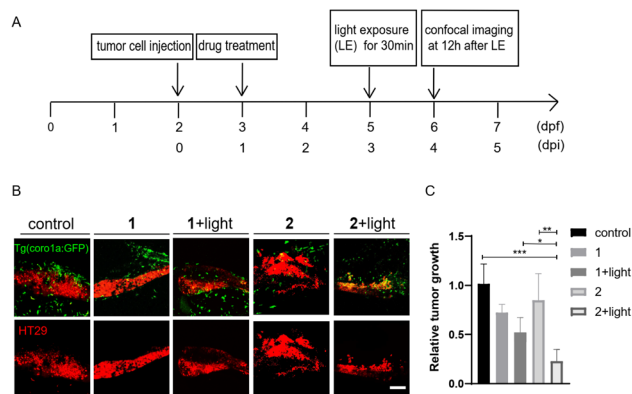 A
tumor cell injection
drug treatment
light exposure
(LE) for 30min
confocal imaging
at 12h after LE
0 1 2 3 4 5 6 7 (dpf)
0 1 2 3 4 5 (dpi)
B
control 1 1+light 2 2+light
Tg(coro1a:GFP)
HT29
C
Relative tumor growth
1.5
1.0
0.5
0.0
**
*
***
control
1
1+light
2
2+light